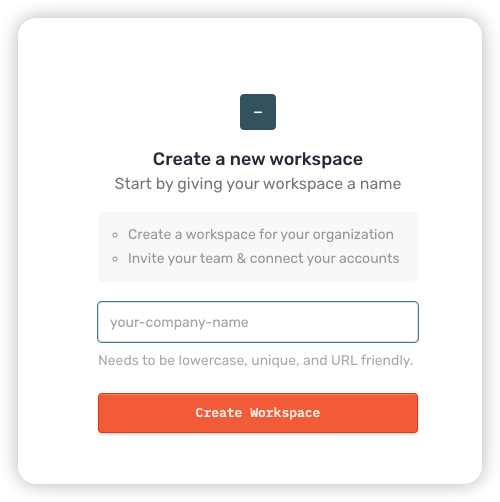 –
Create a new workspace
Start by giving your workspace a name
Create a workspace for your organization
Invite your team & connect your accounts
your-company-name
Needs to be lowercase, unique, and URL friendly.
Create Workspace